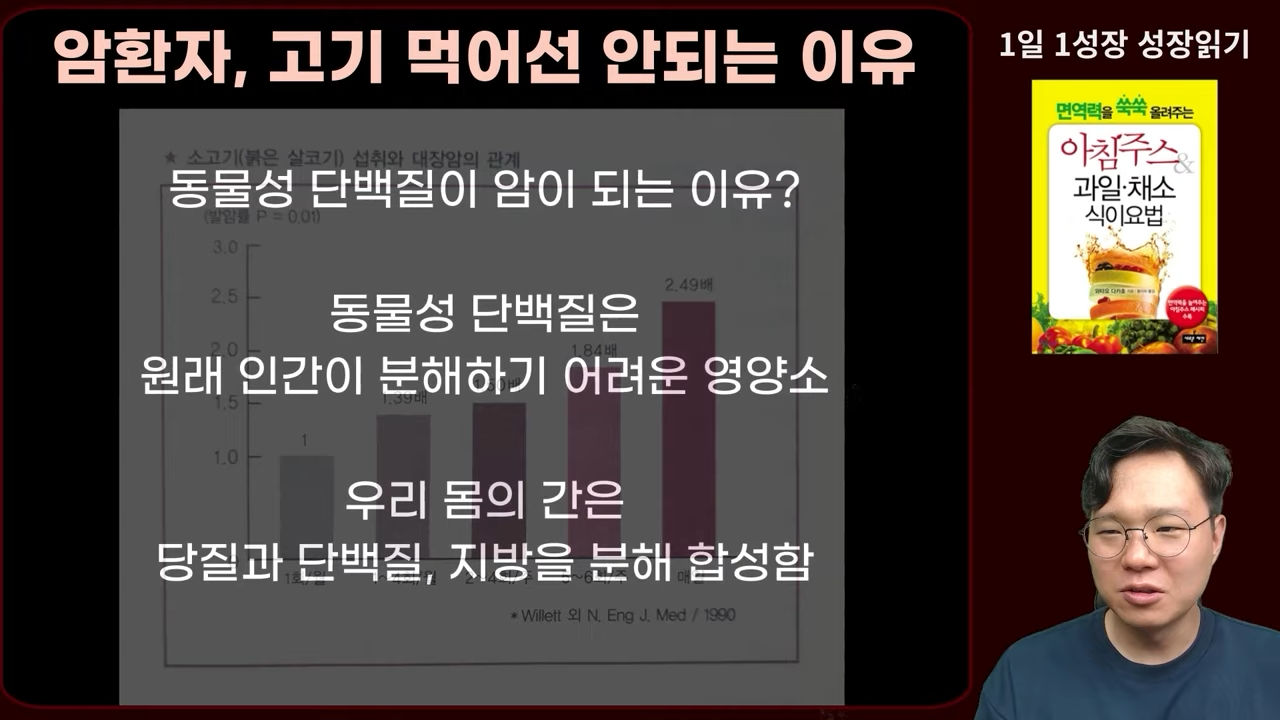 암환자, 고기 먹어선 안되는 이유
1일 1성장 성장읽기
면역력을 쑥쑥 올려주는
아침주스&
과일·채소
식이요법
★ 소고기(붉은 살코기) 섭취와 대장암의 관계
동물성 단백질이 암이 되는 이유?
(발암률 P = 0.01)
3.0
2.5
2.0
1.5
1.0
1
1.39배
1.84배
2.49배
동물성 단백질은
원래 인간이 분해하기 어려운 영양소
우리 몸의 간은
당질과 단백질, 지방을 분해 합성함
*Willett 외 N. Eng J. Med / 1990